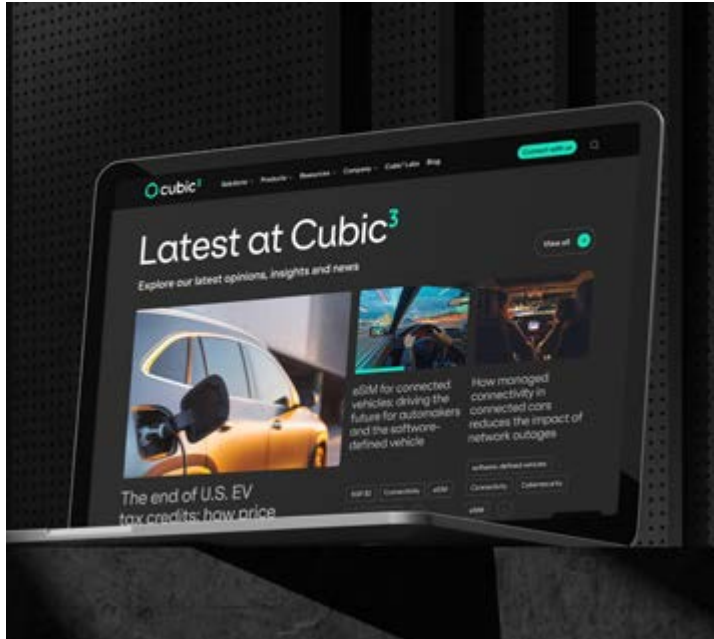 cubic³
Solutions
Products
Resources
Company
Cubic³ Labs
Blog
Connect with us
Latest at Cubic³
Explore our latest opinions, insights and news
View all
The end of U.S. EV
tax credits: how price
eSIM for connected
vehicles: driving the
future for automakers
and the software-
defined vehicle
Connectivity
eSIM
How managed
connectivity in
connected cars
reduces the impact of
network outages
software-defined vehicles
Connectivity
Cybersecurity
eSIM